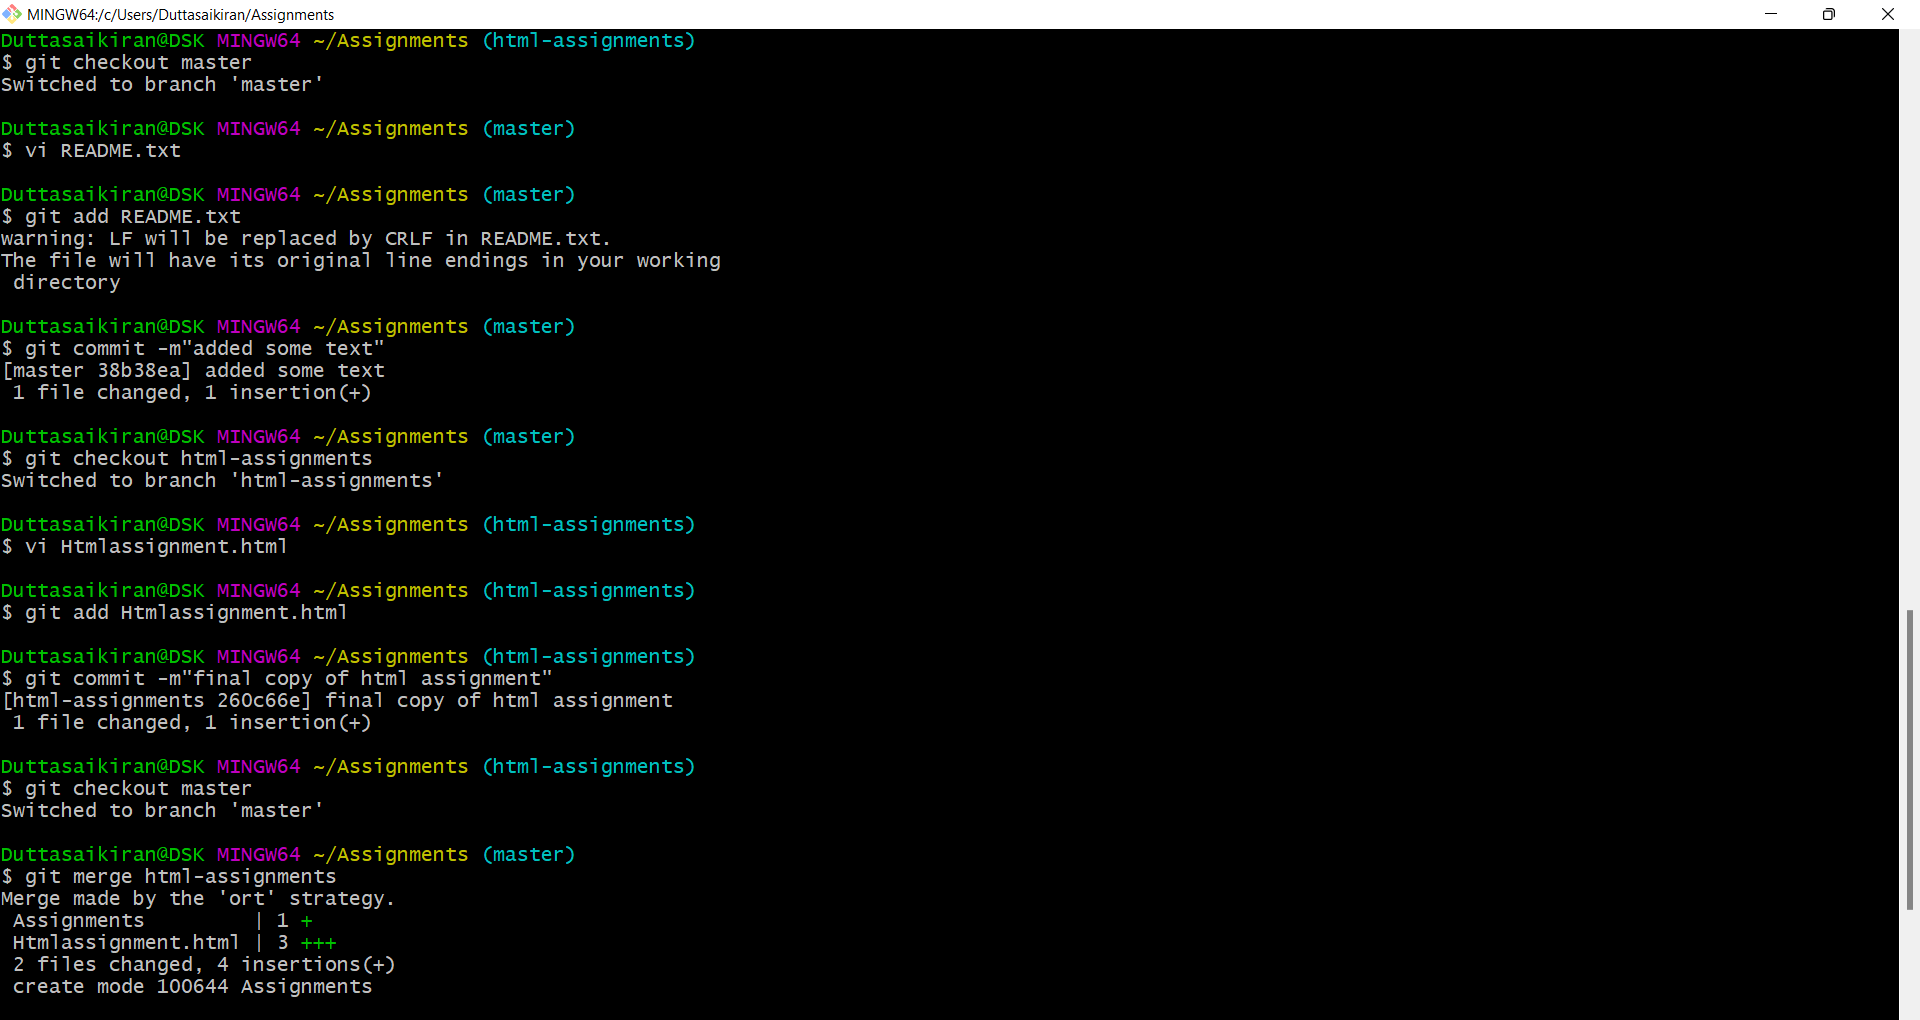 MINGW64:/c/Users/Duttasaikiran/Assignments
Duttasaikiran@DSK MINGW64 ~/Assignments (html-assignments)
$ git checkout master
Switched to branch 'master'
Duttasaikiran@DSK MINGW64 ~/Assignments (master)
$ vi README.txt
Duttasaikiran@DSK MINGW64 ~/Assignments (master)
$ git add README.txt
warning: LF will be replaced by CRLF in README.txt.
The file will have its original line endings in your working
 directory
Duttasaikiran@DSK MINGW64 ~/Assignments (master)
$ git commit -m"added some text"
[master 38b38ea] added some text
 1 file changed, 1 insertion(+)
Duttasaikiran@DSK MINGW64 ~/Assignments (master)
$ git checkout html-assignments
Switched to branch 'html-assignments'
Duttasaikiran@DSK MINGW64 ~/Assignments (html-assignments)
$ vi Htmlassignment.html
Duttasaikiran@DSK MINGW64 ~/Assignments (html-assignments)
$ git add Htmlassignment.html
Duttasaikiran@DSK MINGW64 ~/Assignments (html-assignments)
$ git commit -m"final copy of html assignment"
[html-assignments 260c66e] final copy of html assignment
 1 file changed, 1 insertion(+)
Duttasaikiran@DSK MINGW64 ~/Assignments (html-assignments)
$ git checkout master
Switched to branch 'master'
Duttasaikiran@DSK MINGW64 ~/Assignments (master)
$ git merge html-assignments
Merge made by the 'ort' strategy.
 Assignments         | 1 +
 Htmlassignment.html | 3 +++
 2 files changed, 4 insertions(+)
 create mode 100644 Assignments